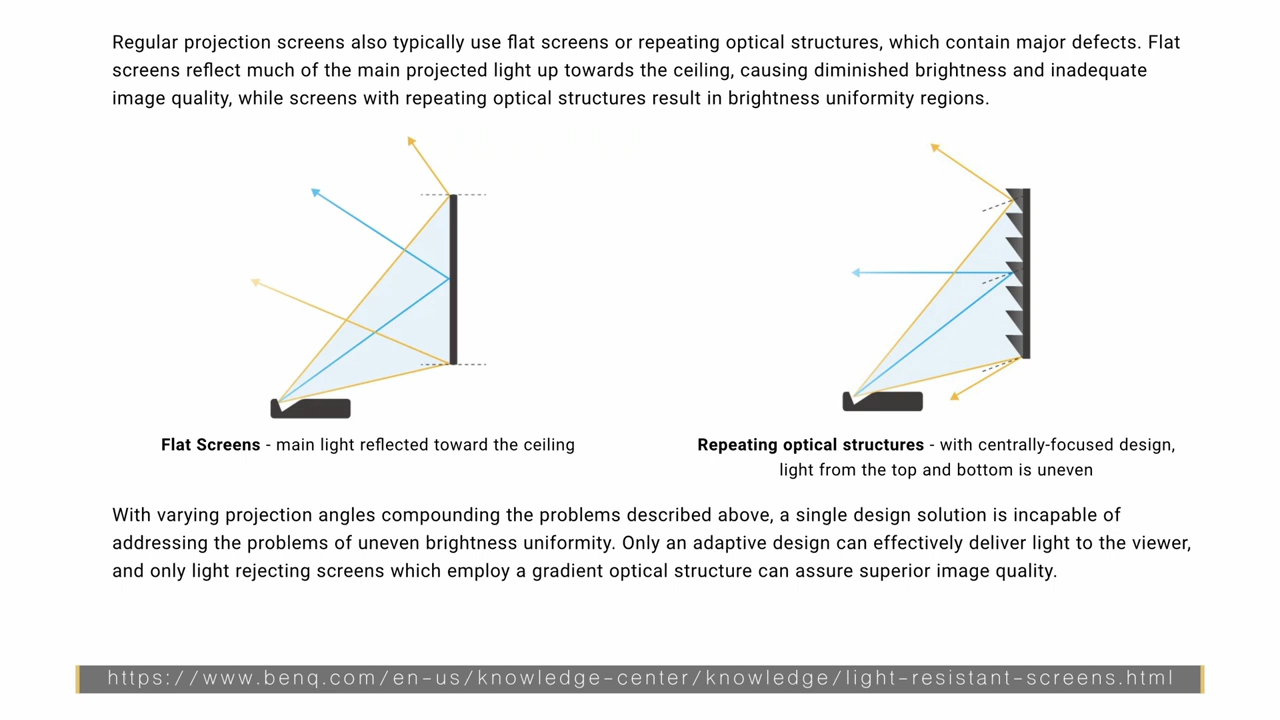 Regular projection screens also typically use flat screens or repeating optical structures, which contain major defects. Flat
screens reflect much of the main projected light up towards the ceiling, causing diminished brightness and inadequate
image quality, while screens with repeating optical structures result in brightness uniformity regions.
Flat Screens - main light reflected toward the ceiling
Repeating optical structures - with centrally-focused design,
light from the top and bottom is uneven
With varying projection angles compounding the problems described above, a single design solution is incapable of
addressing the problems of uneven brightness uniformity. Only an adaptive design can effectively deliver light to the viewer,
and only light rejecting screens which employ a gradient optical structure can assure superior image quality.
https://www.benq.com/en-us/knowledge-center/knowledge/light-resistant-screens.html